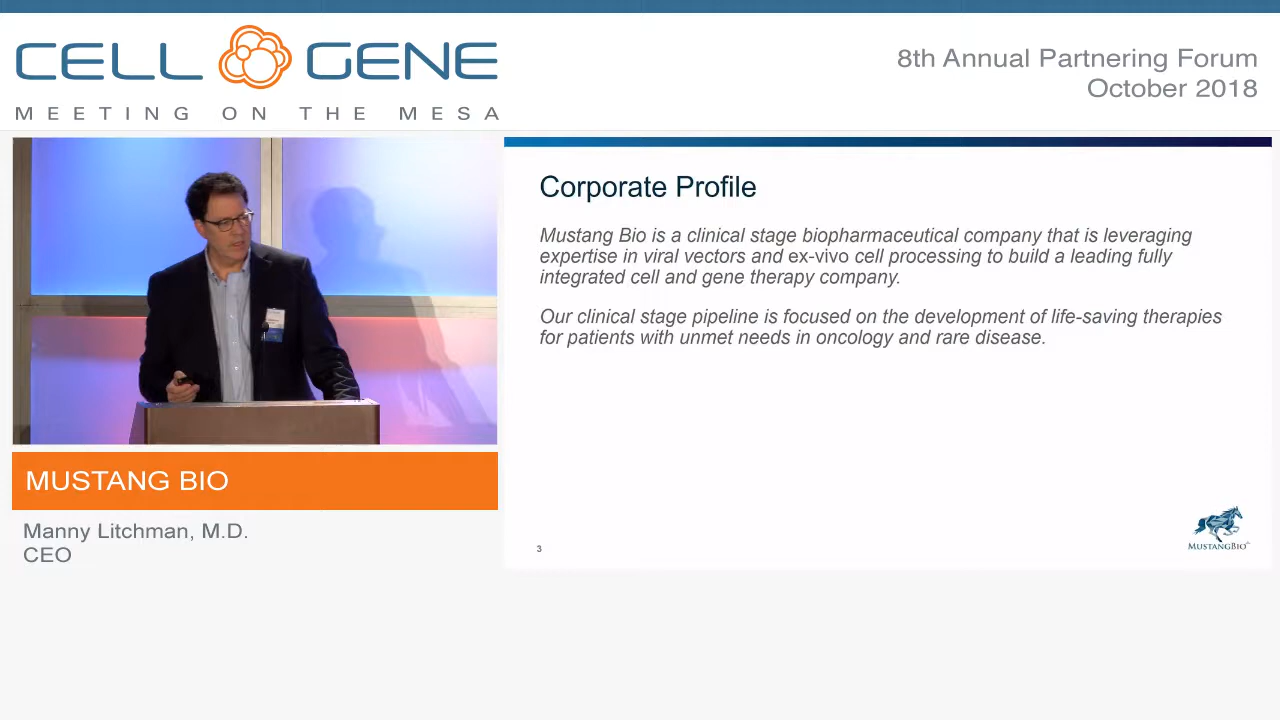 CELL GENE
MEETING ON THE MESA
8th Annual Partnering Forum
October 2018
MUSTANG BIO
Manny Litchman, M.D.
CEO
Corporate Profile
Mustang Bio is a clinical stage biopharmaceutical company that is leveraging
expertise in viral vectors and ex-vivo cell processing to build a leading fully
integrated cell and gene therapy company.
Our clinical stage pipeline is focused on the development of life-saving therapies
for patients with unmet needs in oncology and rare disease.
3
MUSTANGBIO